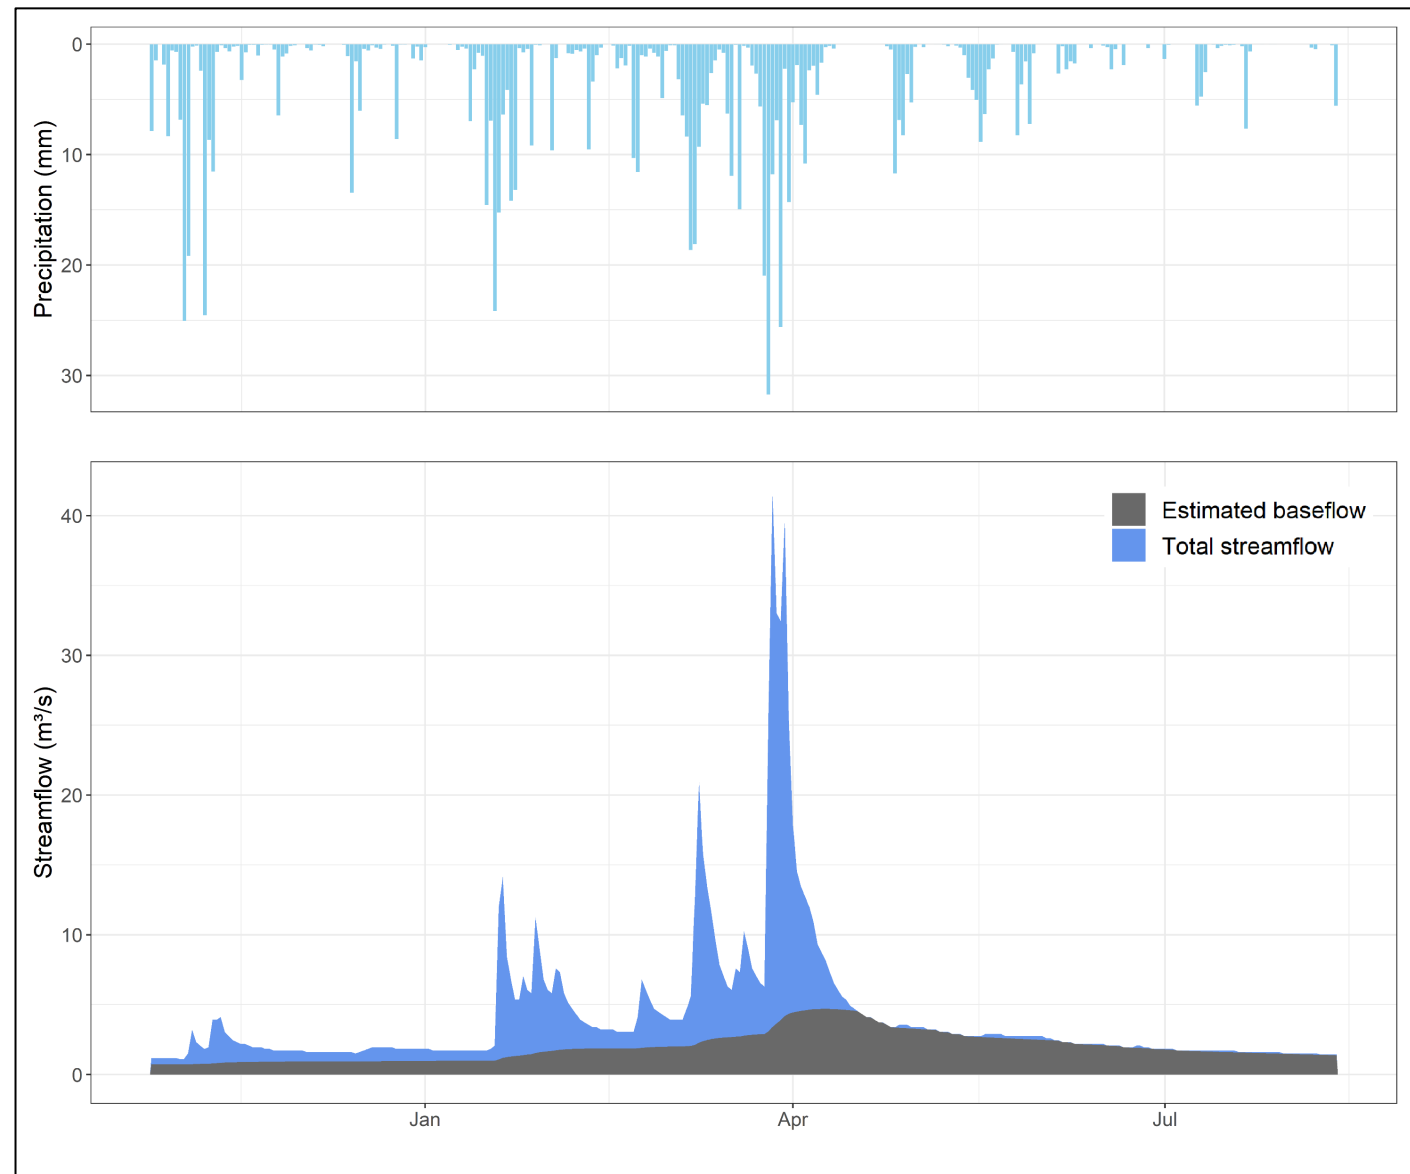 0
10
20
30
Precipitation (mm)
40
30
20
10
0
Streamflow (m³/s)
Estimated baseflow
Total streamflow
Jan
Apr
Jul